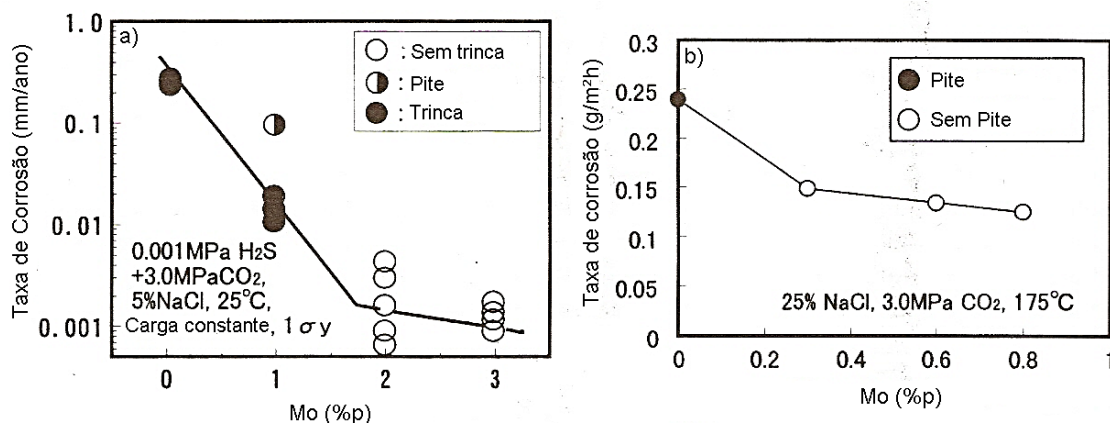 a)
Taxa de Corrosão (mm/ano)
1.0
0.1
0.01
0.001
: Sem trinca
: Pite
: Trinca
0.001MPa H2S
+3.0MPaCO2,
5%NaCl, 25°C,
Carga constante, 1 σ y
0 1 2 3
Mo (%p)
b)
Taxa de corrosão (g/m²h)
0.3
0.25
0.2
0.15
0.1
0.05
0
Pite
Sem Pite
25% NaCl, 3.0MPa CO2, 175°C
0 0.2 0.4 0.6 0.8 1
Mo (%p)